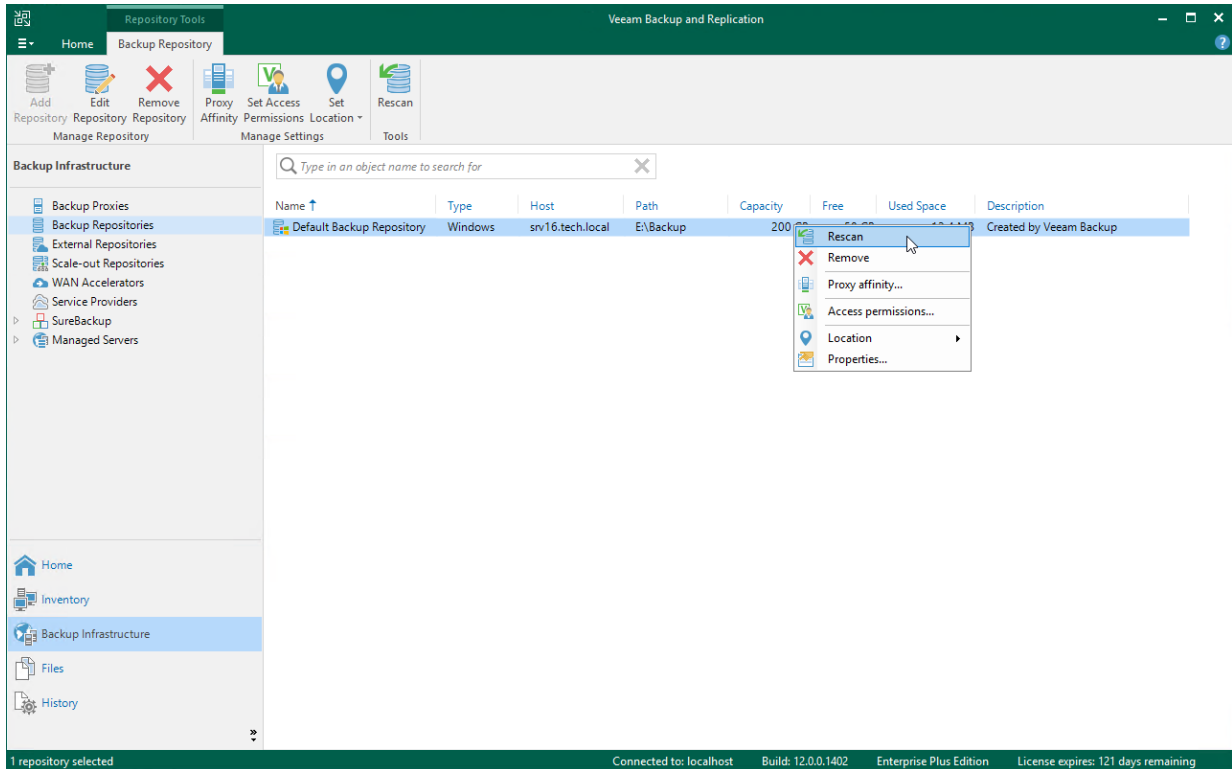 Repository Tools
Veeam Backup and Replication
Home
Backup Repository
Add Repository
Edit Repository
Remove Repository
Proxy Affinity
Set Access Permissions
Set Location
Rescan
Manage Repository
Manage Settings
Tools
Backup Infrastructure
Type in an object name to search for
Backup Proxies
Backup Repositories
External Repositories
Scale-out Repositories
WAN Accelerators
Service Providers
SureBackup
Managed Servers
Name Type Host Path Capacity Free Used Space Description
Default Backup Repository Windows srv16.tech.local E:\Backup 200 Created by Veeam Backup
Rescan
Remove
Proxy affinity...
Access permissions...
Location
Properties...
Home
Inventory
Backup Infrastructure
Files
History
1 repository selected
Connected to: localhost
Build: 12.0.0.1402
Enterprise Plus Edition
License expires: 121 days remaining